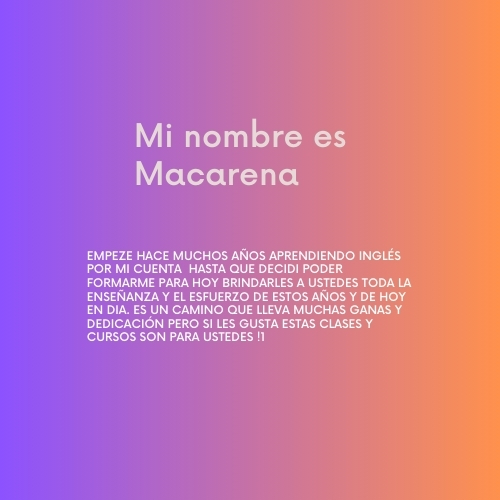 Mi nombre es
Macarena
EMPEZE HACE MUCHOS AÑOS APRENDIENDO INGLÉS
POR MI CUENTA  HASTA QUE DECIDI PODER
FORMARME PARA HOY BRINDARLES A USTEDES TODA LA
ENSEÑANZA Y EL ESFUERZO DE ESTOS AÑOS Y DE HOY
EN DIA. ES UN CAMINO QUE LLEVA MUCHAS GANAS Y
DEDICACIÓN PERO SI LES GUSTA ESTAS CLASES Y
CURSOS SON PARA USTEDES !1